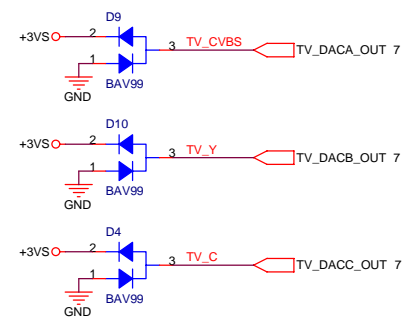 D9
+3VS 2
3 TV_CVBS TV_DACA_OUT 7
1
BAV99
GND
D10
+3VS 2
3 TV_Y TV_DACB_OUT 7
1
BAV99
GND
D4
+3VS 2
3 TV_C TV_DACC_OUT 7
1
BAV99
GND